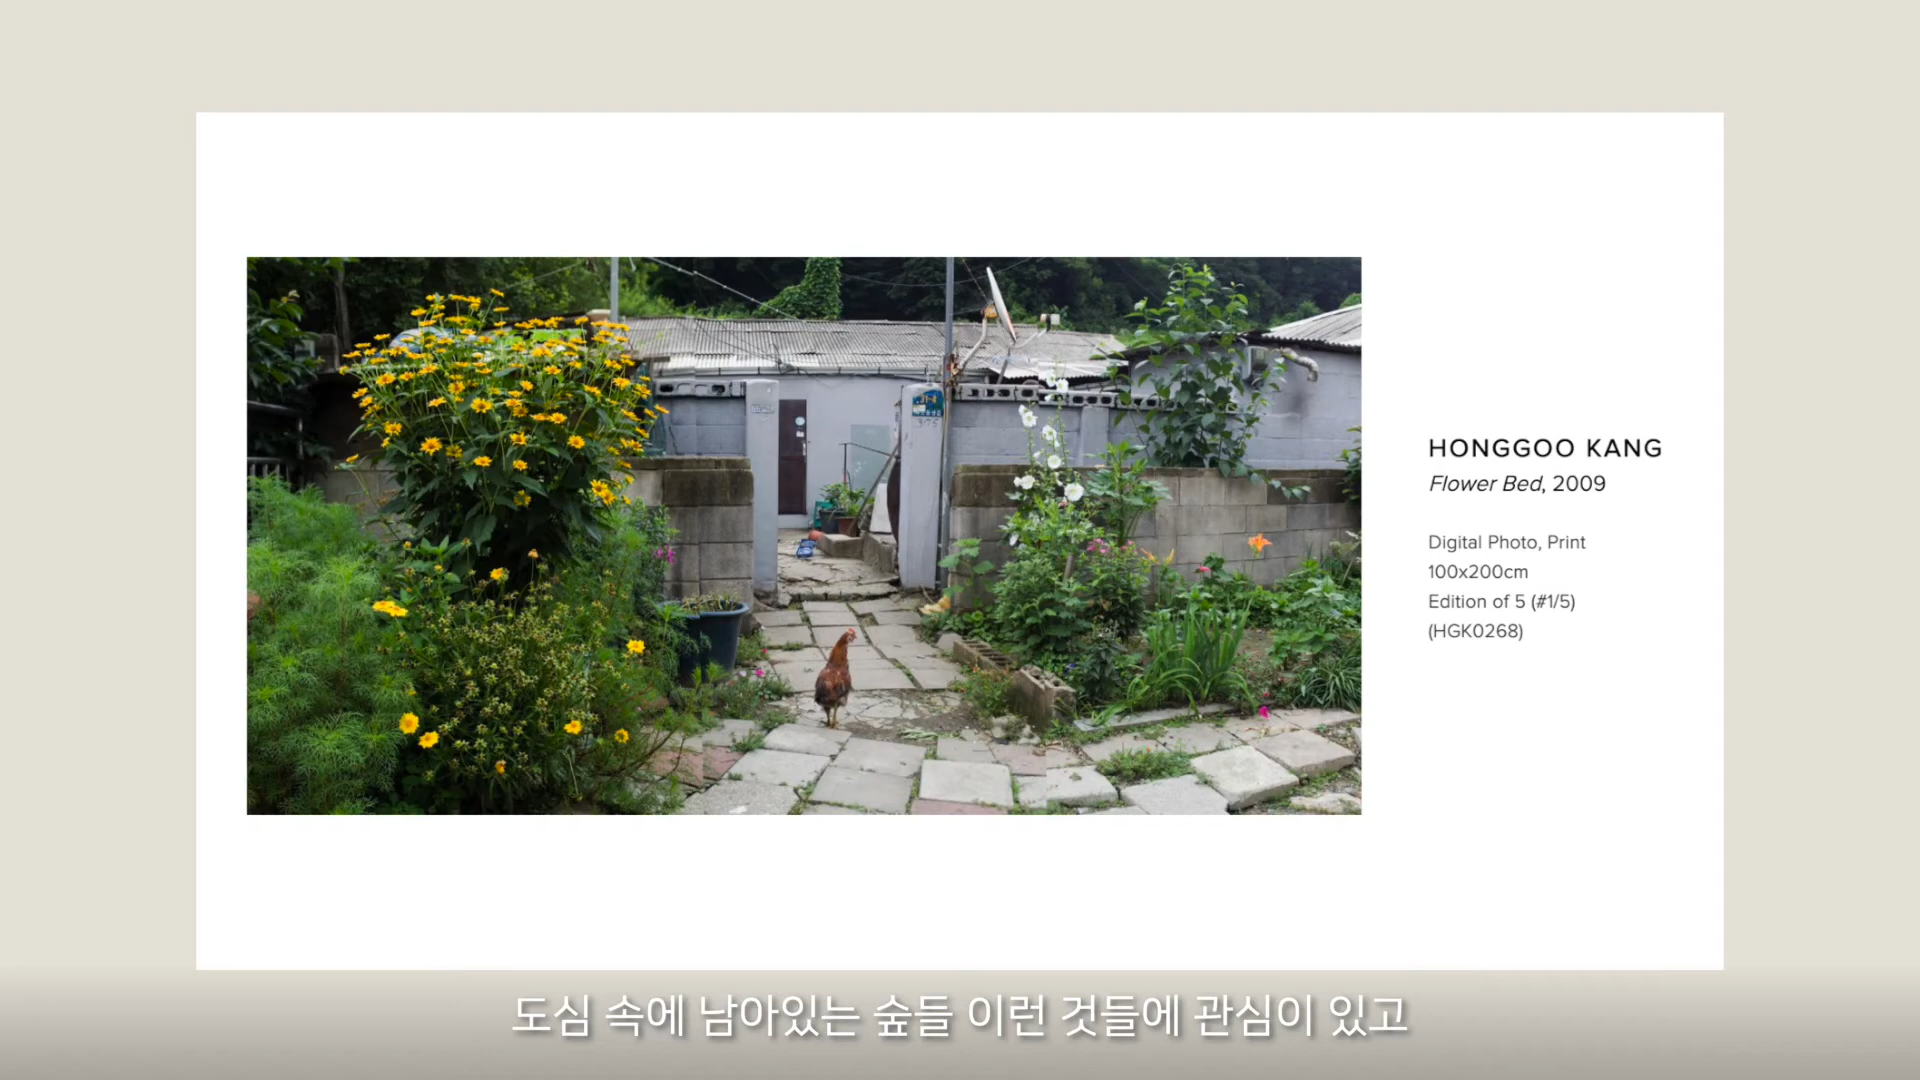 HONGGOO KANG
Flower Bed, 2009
Digital Photo, Print
100x200cm
Edition of 5 (#1/5)
(HGK0268)
도심 속에 남아있는 숲들 이런 것들에 관심이 있고